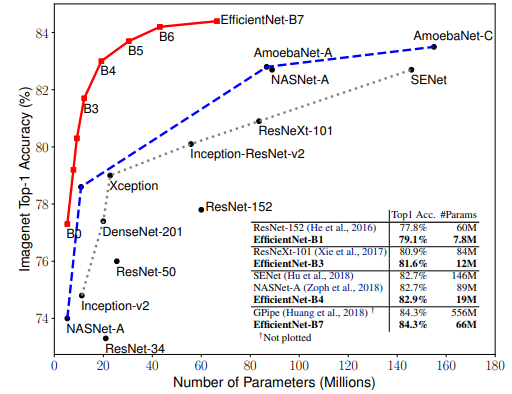 EfficientNet-B7
84
B6
AmoebaNet-C
B5
AmoebaNet-A
B4
NASNet-A
SENet
82
B3
ResNeXt-101
80
Inception-ResNet-v2
Xception
78
ResNet-152
B0
DenseNet-201
76
ResNet-50
Inception-v2
74
NASNet-A
ResNet-34
Imagenet Top-1 Accuracy (%)
Top1 Acc. #Params
ResNet-152 (He et al., 2016) 77.8% 60M
EfficientNet-B1 79.1% 7.8M
ResNeXt-101 (Xie et al., 2017) 80.9% 84M
EfficientNet-B3 81.6% 12M
SENet (Hu et al., 2018) 82.7% 146M
NASNet-A (Zoph et al., 2018) 82.7% 89M
EfficientNet-B4 82.9% 19M
GPipe (Huang et al., 2018) † 84.3% 556M
EfficientNet-B7 84.3% 66M
†Not plotted
0 20 40 60 80 100 120 140 160 180
Number of Parameters (Millions)